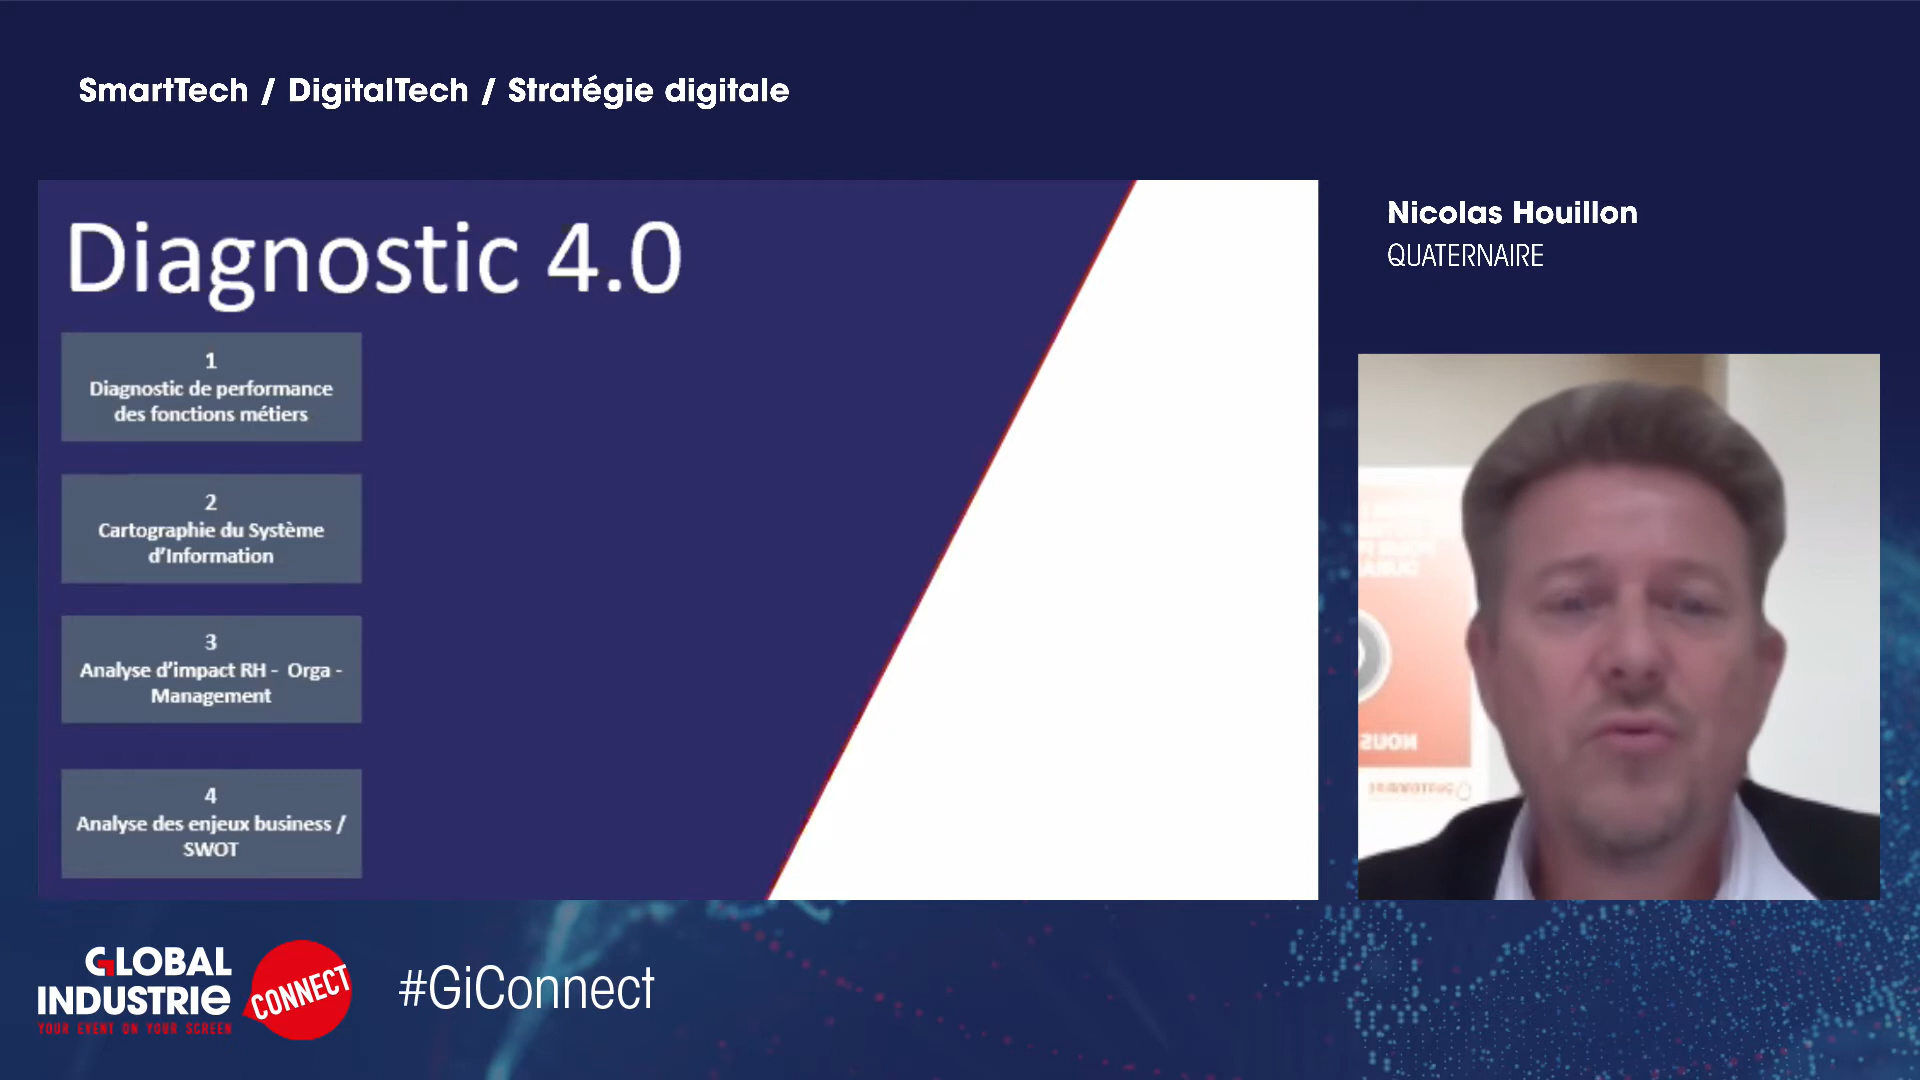 SmartTech / DigitalTech / Stratégie digitale
Diagnostic 4.0
1
Diagnostic de performance
des fonctions métiers
2
Cartographie du Système
d'Information
3
Analyse d'impact RH - Orga -
Management
4
Analyse des enjeux business /
SWOT
Nicolas Houillon
QUATERNAIRE
NOUS
GLOBAL
INDUSTRIE
YOUR EVENT ON YOUR SCREEN
CONNECT
#GiConnect